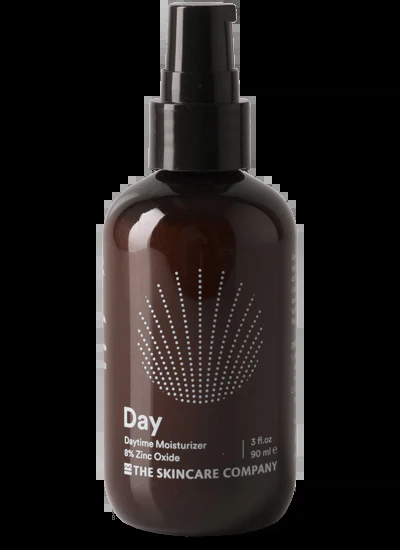 Day
Daytime Moisturizer
8% Zinc Oxide
3 fl.oz
90 ml ℮
THE SKINCARE COMPANY